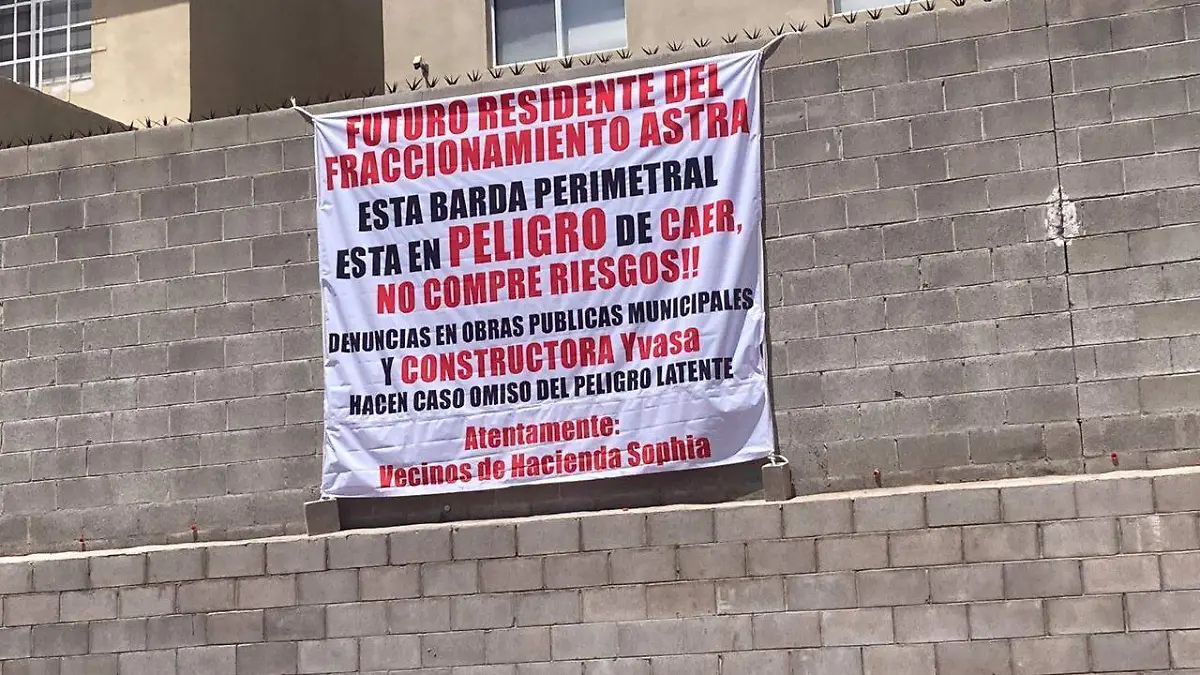 FUTURO RESIDENTE DEL
FRACCIONAMIENTO ASTRA
ESTA BARDA PERIMETRAL
ESTA EN PELIGRO DE CAER,
NO COMPRE RIESGOS!!
DENUNCIAS EN OBRAS PUBLICAS MUNICIPALES
Y CONSTRUCTORA Yvasa
HACEN CASO OMISO DEL PELIGRO LATENTE
Atentamente:
Vecinos de Hacienda Sophia